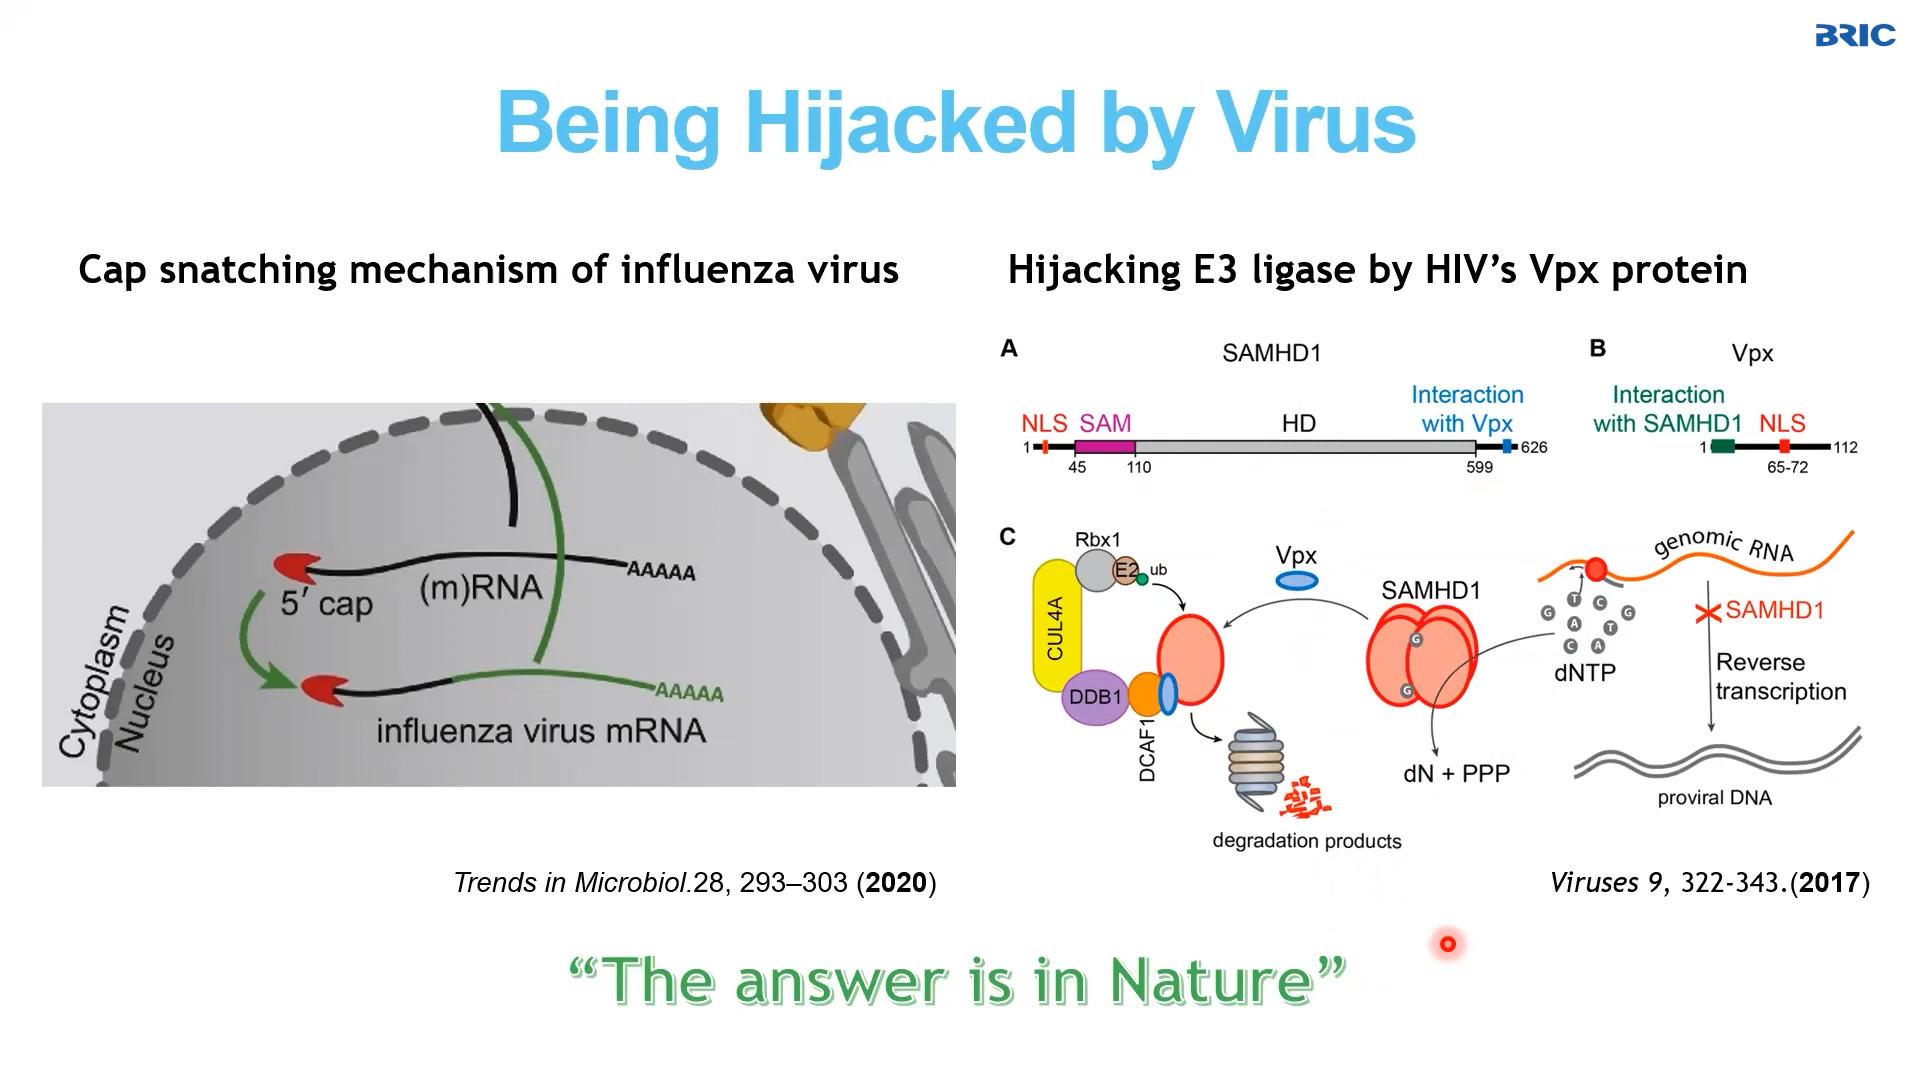 BRIC
Being Hijacked by Virus
Cap snatching mechanism of influenza virus
Cytoplasm
Nucleus
5′ cap
(m)RNA
AAAAA
AAAAA
influenza virus mRNA
Trends in Microbiol.28, 293–303 (2020)
Hijacking E3 ligase by HIV’s Vpx protein
A
SAMHD1
Interaction
with Vpx
NLS SAM
HD
1
626
45
110
599
B
Vpx
Interaction
with SAMHD1
NLS
1
112
65-72
C
Rbx1
E2
ub
CUL4A
DDB1
DCAF1
Vpx
SAMHD1
G
G
degradation products
dN + PPP
genomic RNA
T
C
G
G
A
T
C
A
dNTP
SAMHD1
Reverse
transcription
proviral DNA
Viruses 9, 322-343.(2017)
“The answer is in Nature”